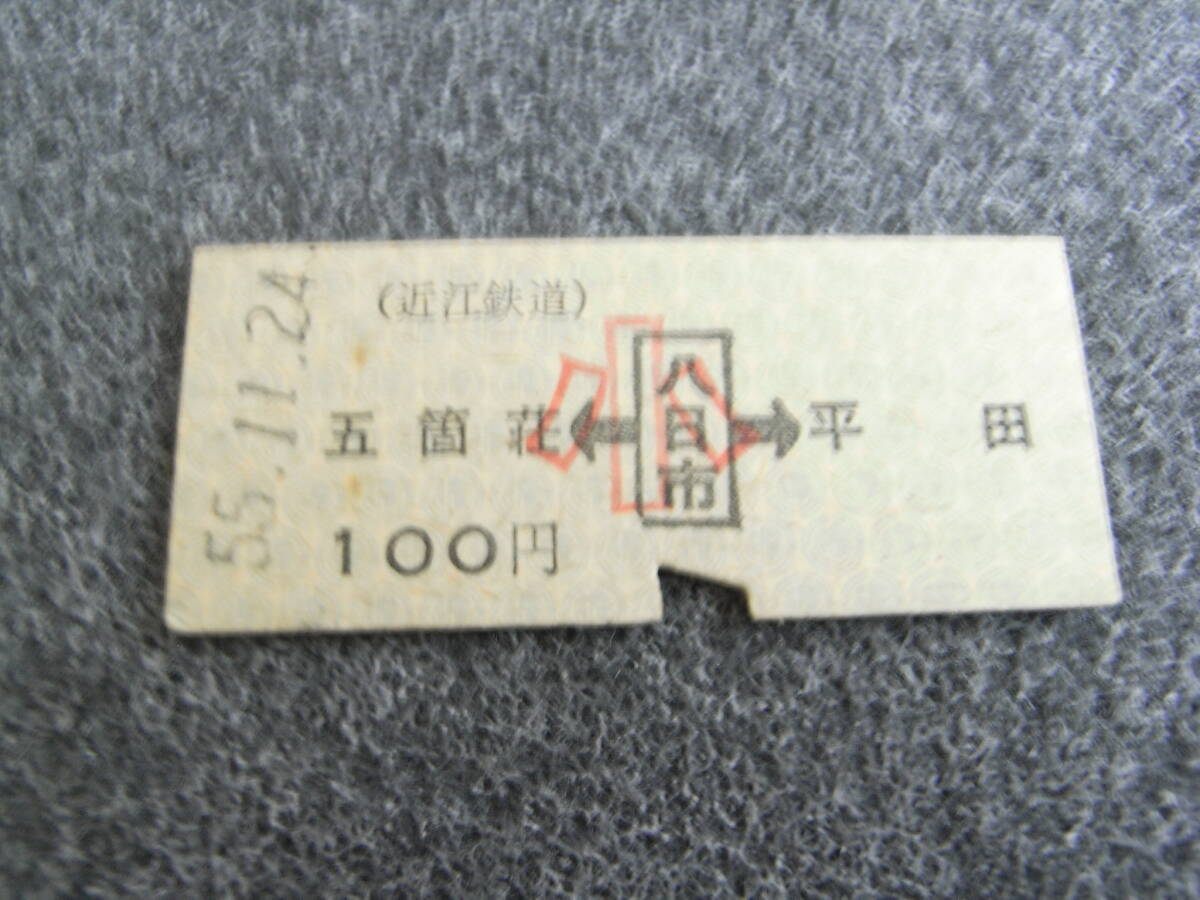 55.11.24
(近江鉄道)
小
五箇荘 ← 八日市 → 平田
100円